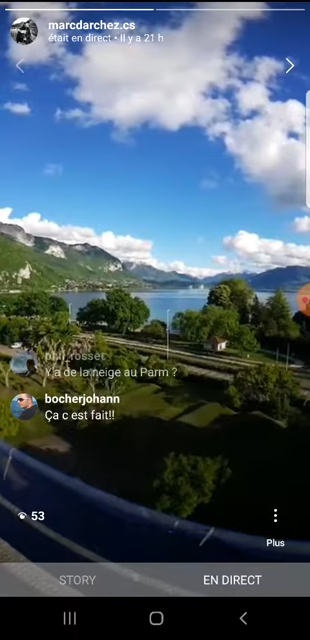 marcdarchez.cs
était en direct • Il y a 21 h
rosset
Y'a de la neige au Parm ?
bocherjohann
Ça c est fait!!
53
Plus
STORY
EN DIRECT